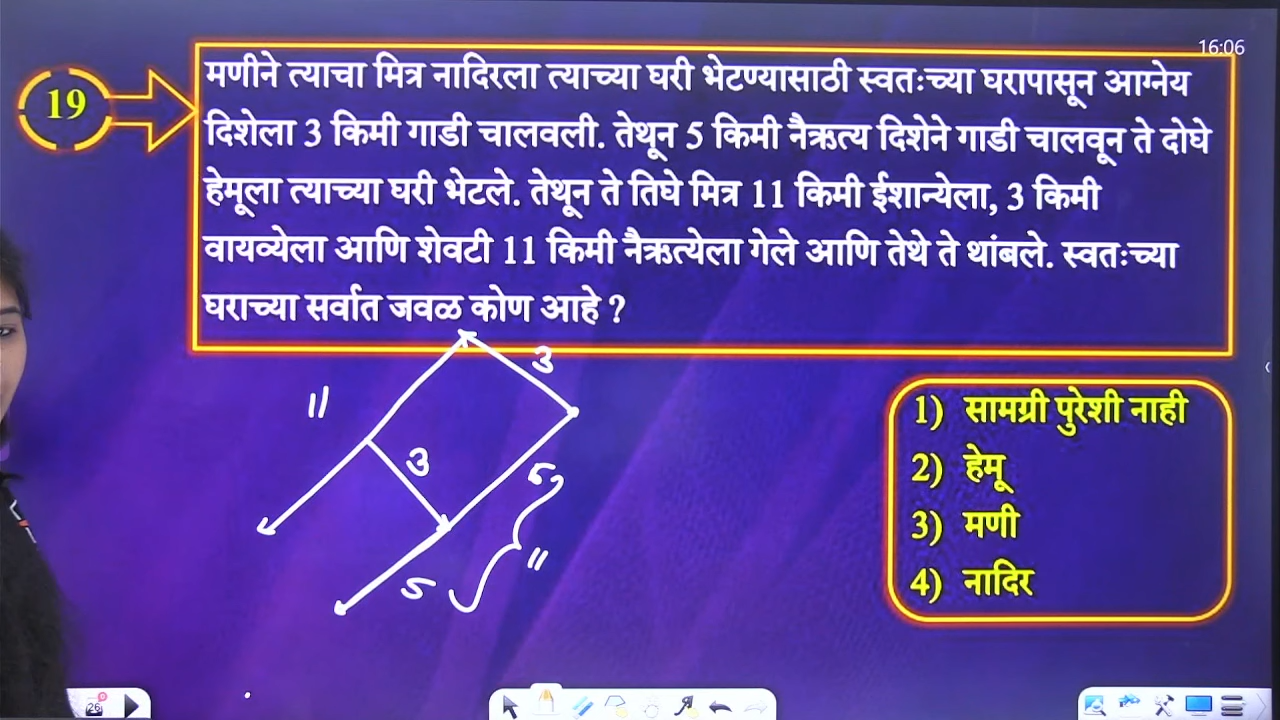 16:06
19
मणीने त्याचा मित्र नादिरला त्याच्या घरी भेटण्यासाठी स्वतःच्या घरापासून आग्नेय
दिशेला 3 किमी गाडी चालवली. तेथून 5 किमी नैऋत्य दिशेने गाडी चालवून ते दोघे
हेमूला त्याच्या घरी भेटले. तेथून ते तिघे मित्र 11 किमी ईशान्येला, 3 किमी
वायव्येला आणि शेवटी 11 किमी नैऋत्येला गेले आणि तेथे ते थांबले. स्वतःच्या
घराच्या सर्वात जवळ कोण आहे ?
3
11
3
6
11
5
1) सामग्री पुरेशी नाही
2) हेमू
3) मणी
4) नादिर
26